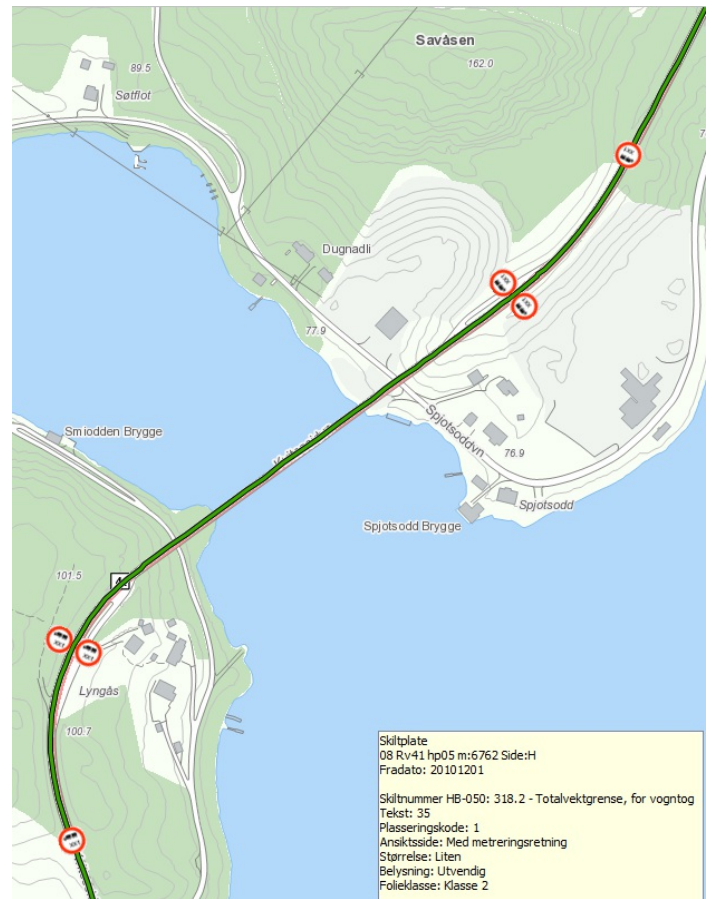 Savåsen
162.0
89.5
Søtflot
Dugnadli
77.9
Smiodden Brygge
Spjotsoddvn
76.9
Spjotsodd
Spjotsodd Brygge
101.5
Lyngås
100.7
Skiltplate
08 Rv41 hp05 m:6762 Side:H
Fradato: 20101201
Skiltnummer HB-050: 318.2 - Totalvektgrense, for vogntog
Tekst: 35
Plasseringskode: 1
Ansiktsside: Med metreringsretning
Størrelse: Liten
Belysning: Utvendig
Folieklasse: Klasse 2